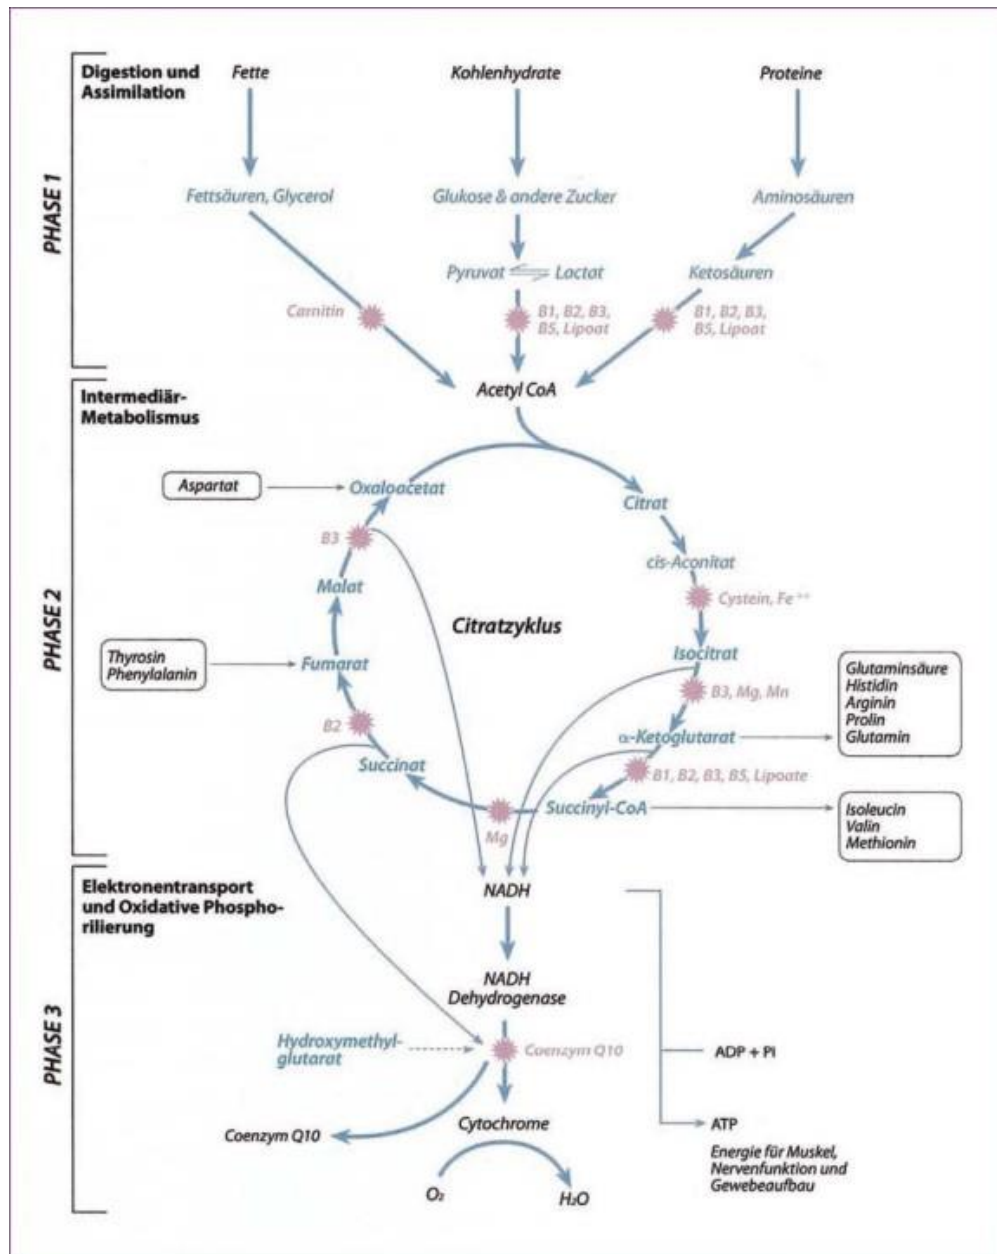 Digestion und
Assimilation
Fette
Kohlenhydrate
Proteine
PHASE 1
Fettsäuren, Glycerol
Glukose & andere Zucker
Aminosäuren
Pyruvat
Lactat
Ketosäuren
Carnitin
B1, B2, B3,
B5, Lipoat
B1, B2, B3,
B5, Lipoat
Acetyl CoA
Intermediär-
Metabolismus
PHASE 2
Aspartat
Oxaloacetat
Citrat
B3
cis-Aconitat
Malat
Cystein, Fe ++
Citratzyklus
Thyrosin
Phenylalanin
Fumarat
Isocitrat
B3, Mg, Mn
Glutaminsäure
Histidin
Arginin
Prolin
Glutamin
B2
α-Ketoglutarat
Succinat
B1, B2, B3, B5, Lipoate
Succinyl-CoA
Mg
Isoleucin
Valin
Methionin
Elektronentransport
und Oxidative Phospho-
rilierung
PHASE 3
NADH
NADH
Dehydrogenase
Hydroxymethyl-
glutarat
Coenzym Q10
ADP + PI
Coenzym Q10
Cytochrome
ATP
Energie für Muskel,
Nervenfunktion und
Gewebeaufbau
O₂
H₂O